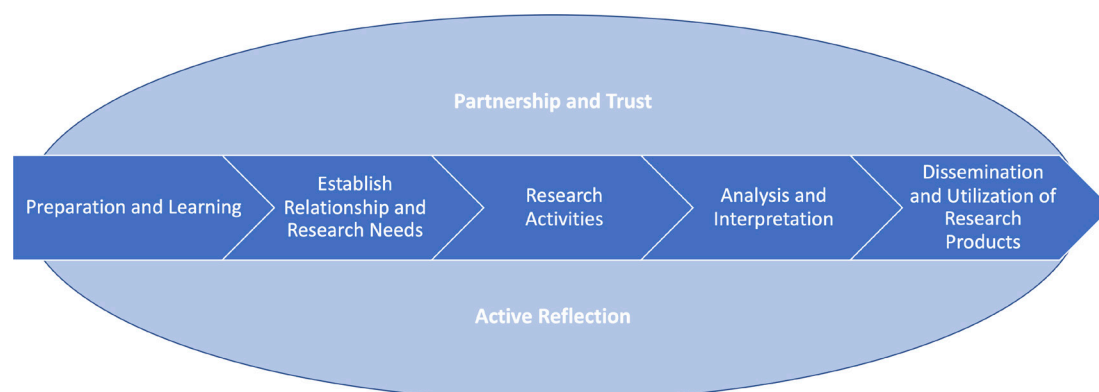 Partnership and Trust
Preparation and Learning
Establish
Relationship and
Research Needs
Research
Activities
Analysis and
Interpretation
Dissemination
and Utilization of
Research
Products
Active Reflection